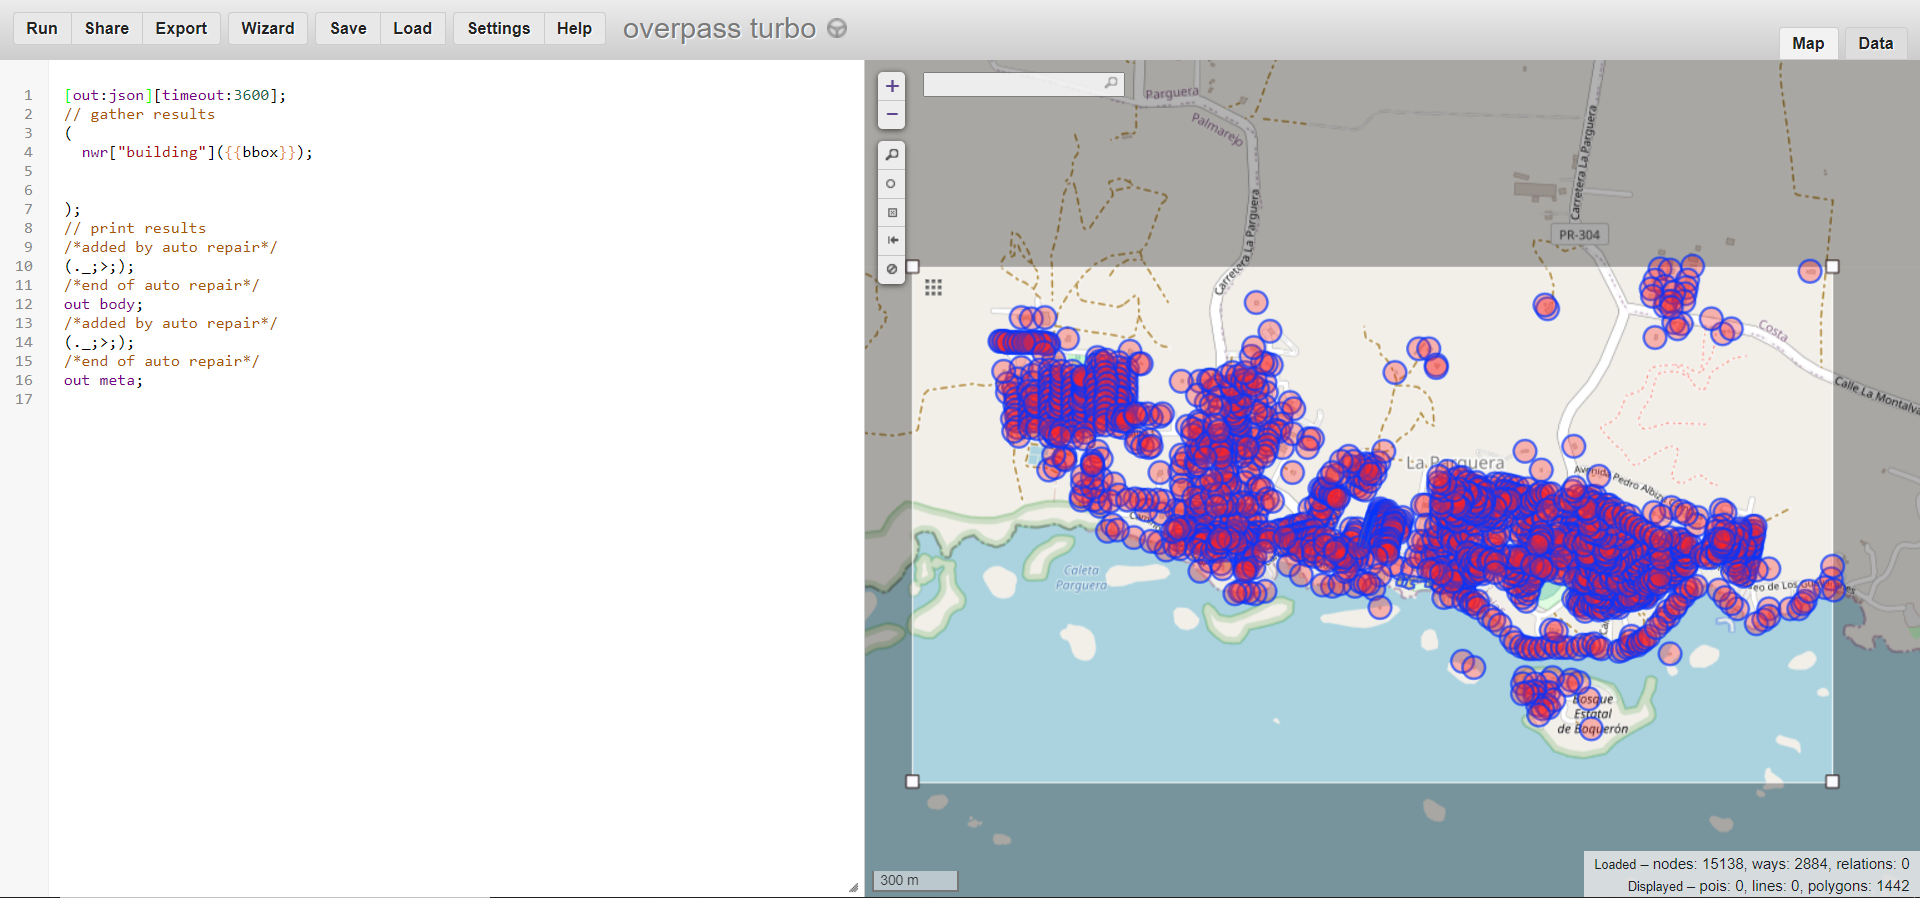 Run Share Export Wizard Save Load Settings Help overpass turbo
Map Data
1 [out:json][timeout:3600];
2 // gather results
3 (
4 nwr["building"]({{bbox}});
5
6
7 );
8 // print results
9 /*added by auto repair*/
10 (._;>;);
11 /*end of auto repair*/
12 out body;
13 /*added by auto repair*/
14 (._;>;);
15 /*end of auto repair*/
16 out meta;
17
+
−
Parguera
Palmarejo
Carretera La Parguera
Carretera La Parguera
PR-304
Carretera La Parguera
Costa
Calle La Montalva
La Parguera
Avenida Pedro Albizu
Caleta
Parguera
Bosque
Estatal
de Boquerón
300 m
Loaded – nodes: 15138, ways: 2884, relations: 0
Displayed – pois: 0, lines: 0, polygons: 1442